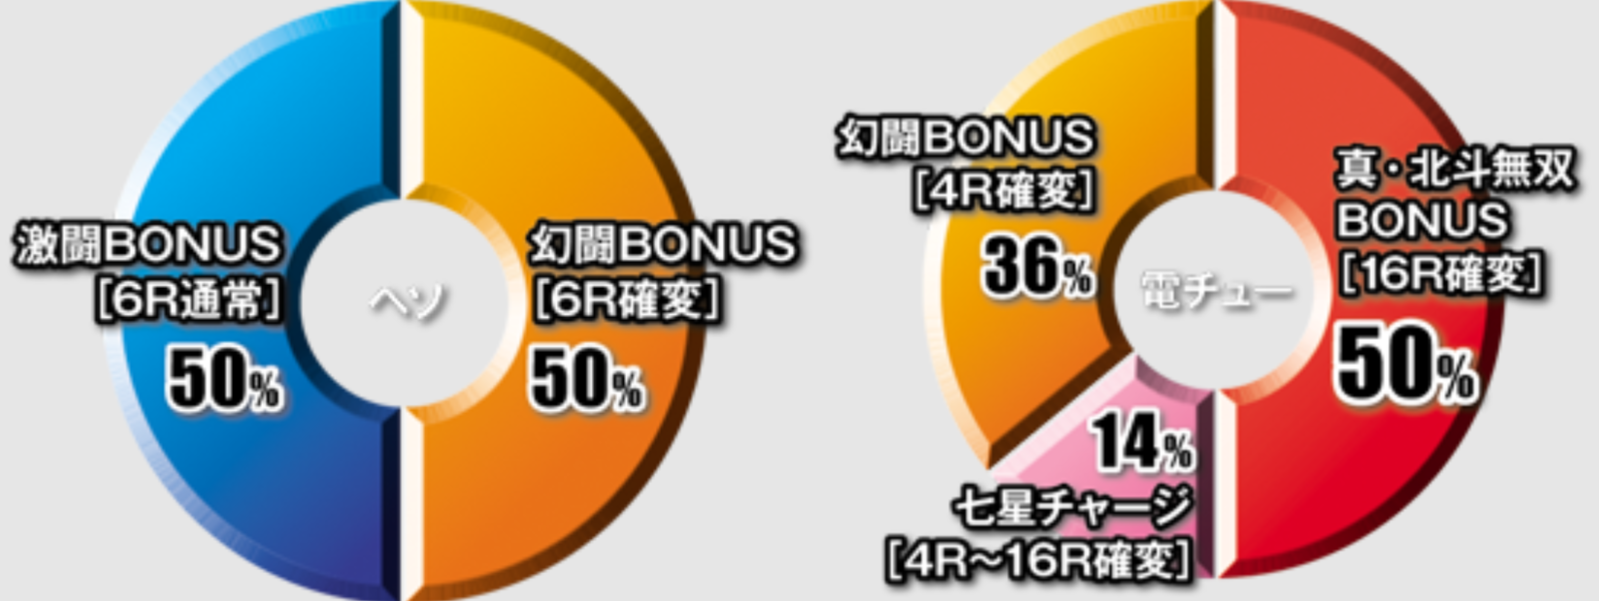 激闘BONUS
[6R通常]
50%
ヘソ
幻闘BONUS
[6R確変]
50%
幻闘BONUS
[4R確変]
36%
電チュー
真・北斗無双
BONUS
[16R確変]
50%
14%
七星チャージ
[4R～16R確変]